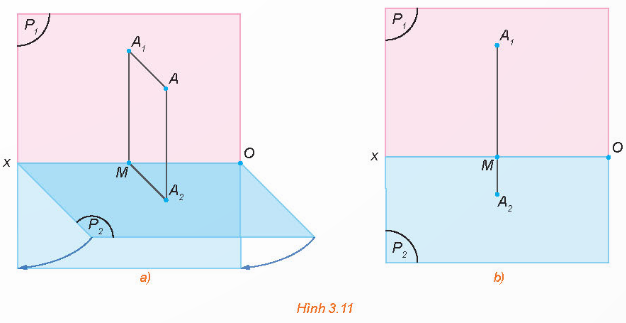 P₁
A₁
A
x
O
M
A₂
P₂
a)
P₁
A₁
x
O
M
A₂
P₂
b)
Hình 3.11